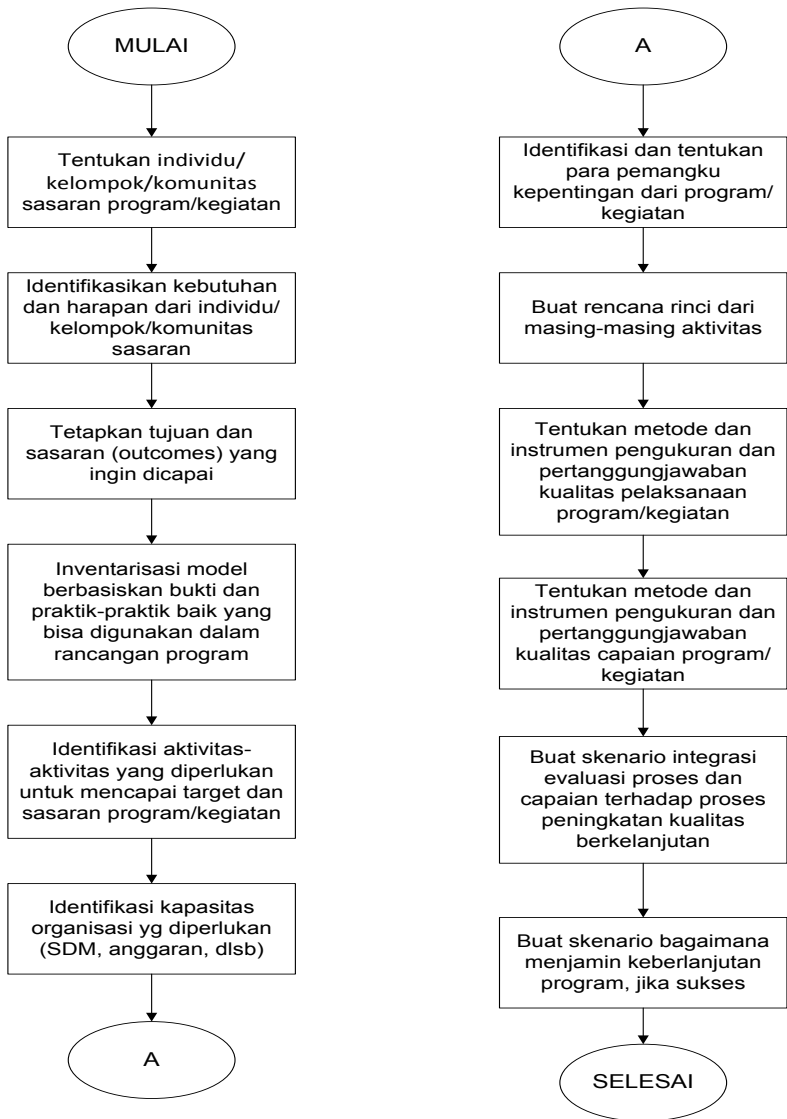 MULAI
Tentukan individu/
kelompok/komunitas
sasaran program/kegiatan
Identifikasikan kebutuhan
dan harapan dari individu/
kelompok/komunitas
sasaran
Tetapkan tujuan dan
sasaran (outcomes) yang
ingin dicapai
Inventarisasi model
berbasiskan bukti dan
praktik-praktik baik yang
bisa digunakan dalam
rancangan program
Identifikasi aktivitas-
aktivitas yang diperlukan
untuk mencapai target dan
sasaran program/kegiatan
Identifikasi kapasitas
organisasi yg diperlukan
(SDM, anggaran, dlsb)
A
A
Identifikasi dan tentukan
para pemangku
kepentingan dari program/
kegiatan
Buat rencana rinci dari
masing-masing aktivitas
Tentukan metode dan
instrumen pengukuran dan
pertanggungjawaban
kualitas pelaksanaan
program/kegiatan
Tentukan metode dan
instrumen pengukuran dan
pertanggungjawaban
kualitas capaian program/
kegiatan
Buat skenario integrasi
evaluasi proses dan
capaian terhadap proses
peningkatan kualitas
berkelanjutan
Buat skenario bagaimana
menjamin keberlanjutan
program, jika sukses
SELESAI